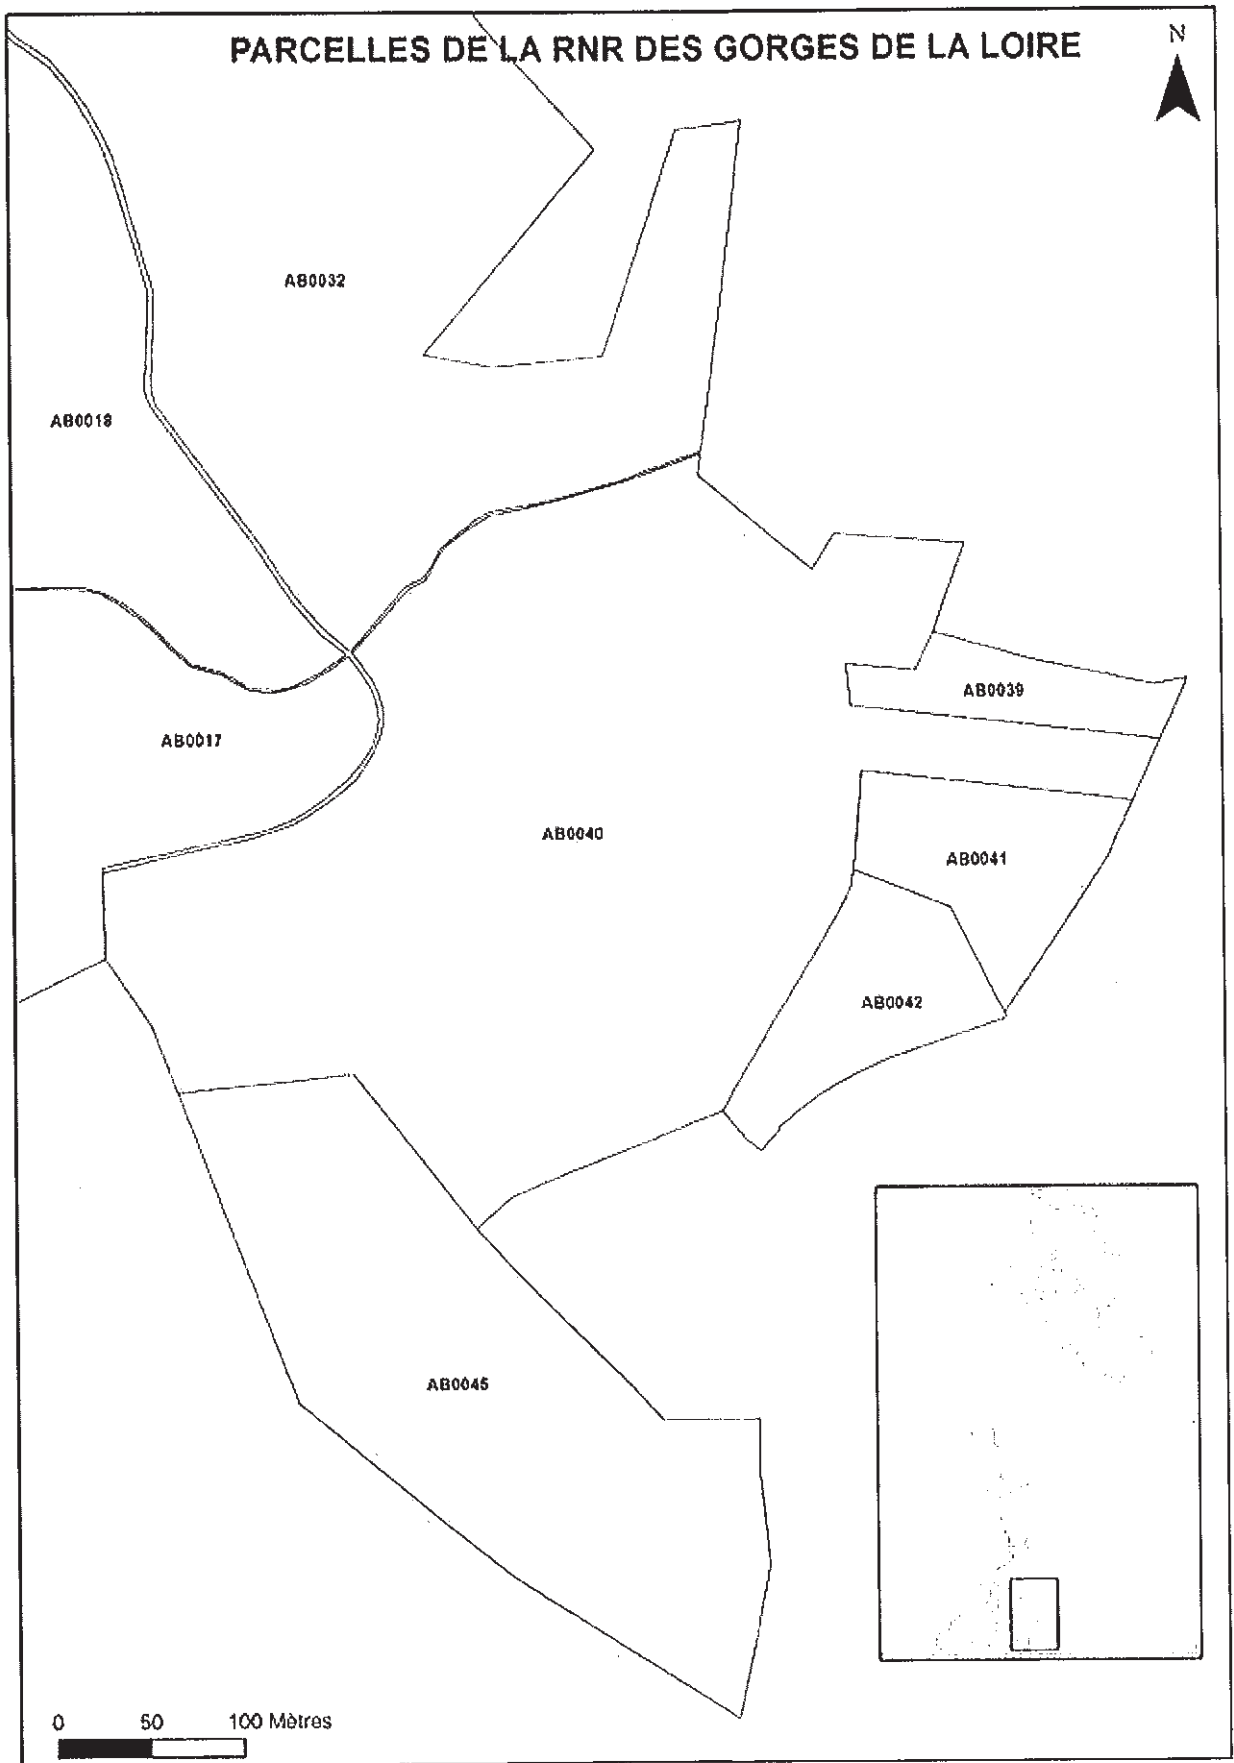 PARCELLES DE LA RNR DES GORGES DE LA LOIRE
N
AB0032
AB0018
AB0039
AB0017
AB0040
AB0041
AB0042
AB0045
0 50 100 Mètres